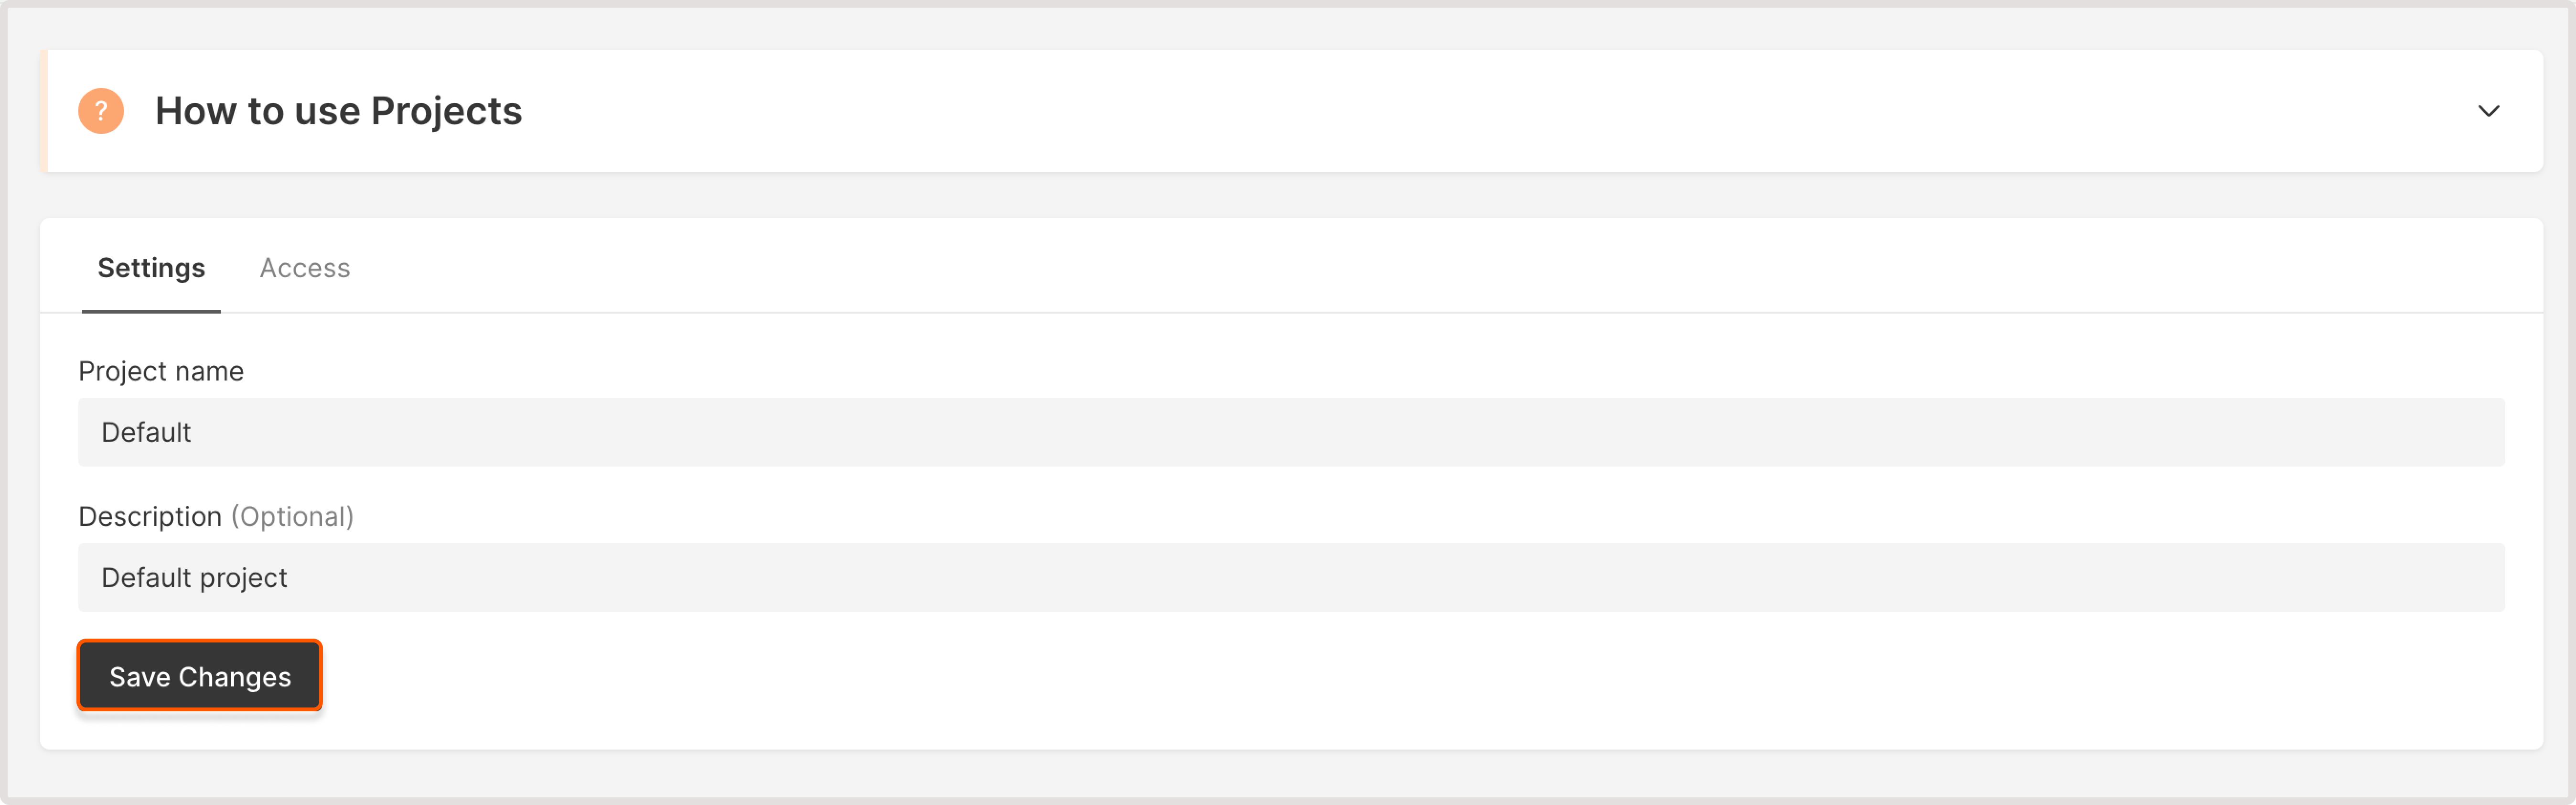 ? How to use Projects
Settings Access
Project name
Default
Description (Optional)
Default project
Save Changes